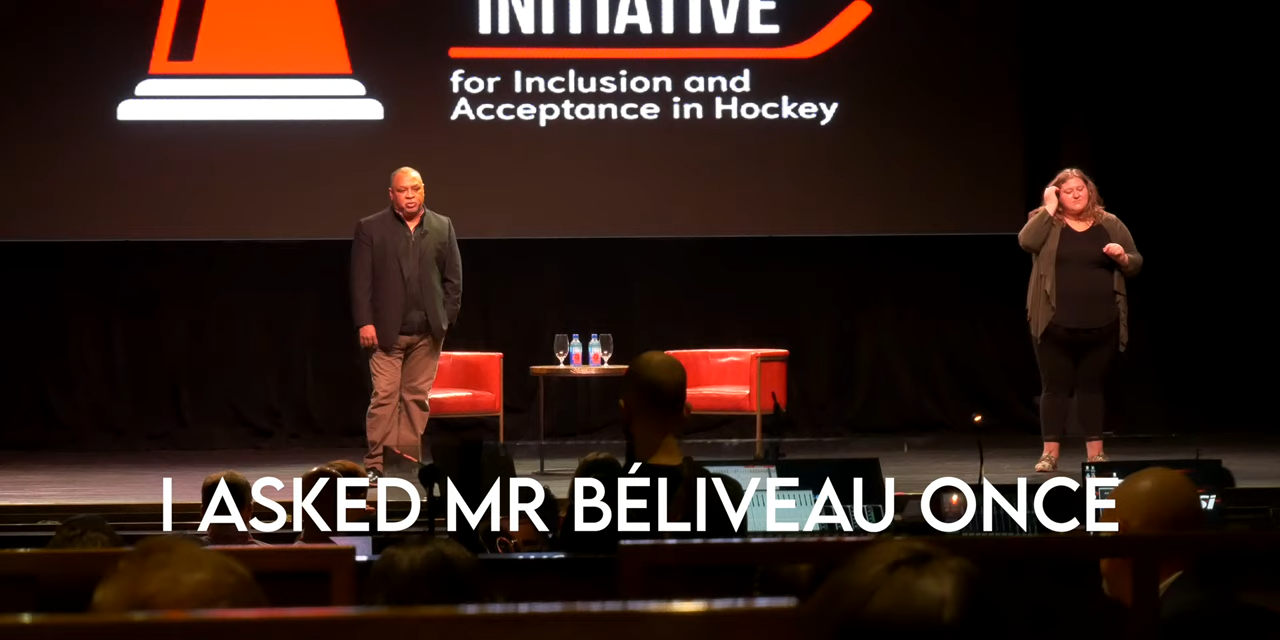 INITIATIVE
for Inclusion and
Acceptance in Hockey
I ASKED MR BÉLIVEAU ONCE